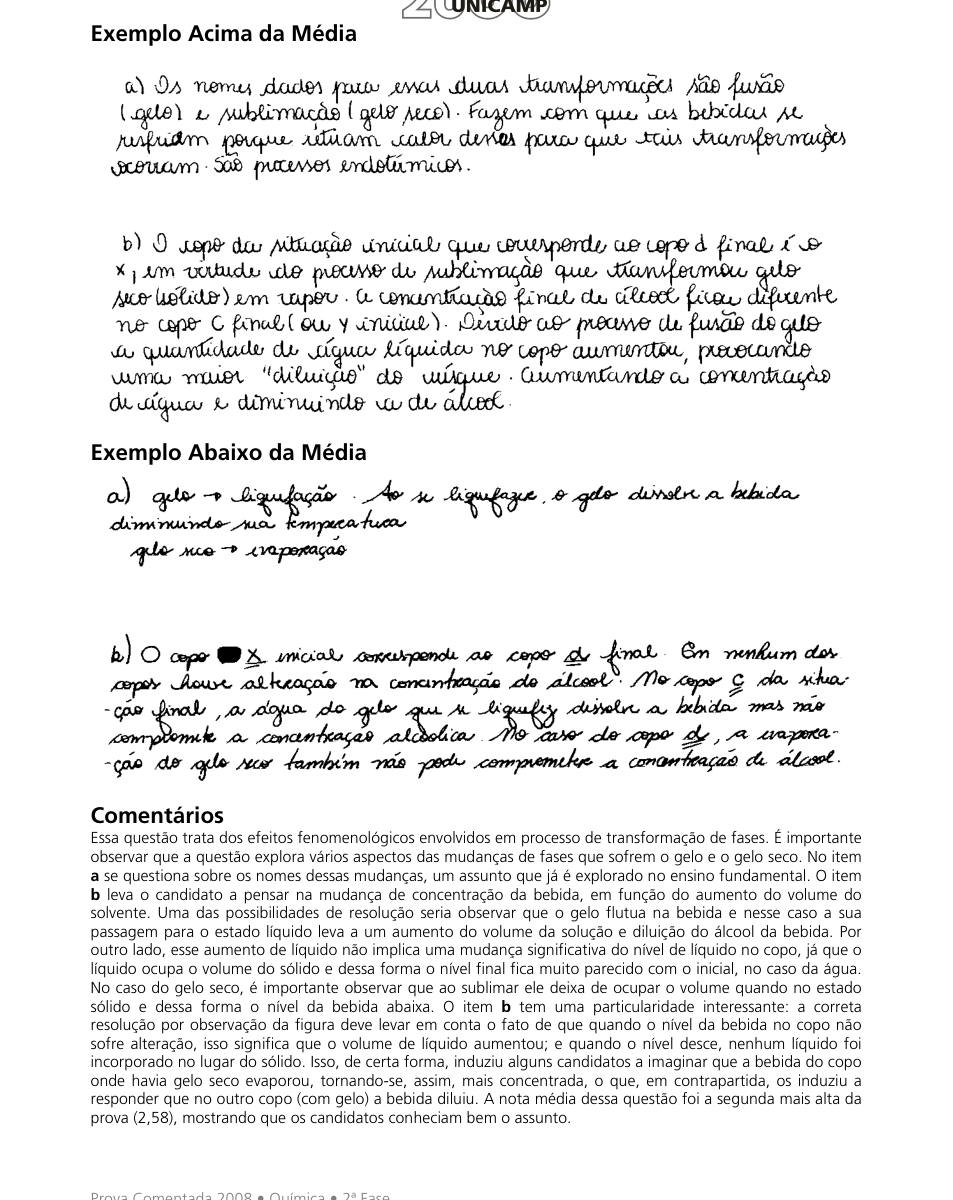 UNICAMP
Exemplo Acima da Média
a) Os nomes dados para essas duas transformações são fusão
(gelo) e sublimação (gelo seco). Fazem com que as bebidas se
resfriem porque retiram calor desses para que tais transformações
ocorram. São processos endotérmicos.
b) O copo da situação inicial que corresponde ao copo d final é o
x, em virtude do processo de sublimação que transformou gelo
seco (sólido) em vapor. A concentração final de álcool ficou diferente
no copo C final (ou y inicial). Devido ao processo de fusão do gelo
a quantidade de água líquida no copo aumentou, provocando
uma maior "diluição" do uísque. Aumentando a concentração
de água e diminuindo a de álcool.
Exemplo Abaixo da Média
a) gelo → liquefação. Ao se liquefazer, o gelo dissolve a bebida
diminuindo sua temperatura
gelo seco → evaporação
b) O copo X inicial corresponde ao copo d final. Em nenhum dos
copos houve alteração na concentração do álcool. No copo C da situa-
-ção final, a água do gelo que se liquefez dissolve a bebida mas não
compromete a concentração alcóolica. No caso do copo d, a evapora-
-ção do gelo seco também não pode comprometer a concentração de álcool.
Comentários
Essa questão trata dos efeitos fenomenológicos envolvidos em processo de transformação de fases. É importante
observar que a questão explora vários aspectos das mudanças de fases que sofrem o gelo e o gelo seco. No item
a se questiona sobre os nomes dessas mudanças, um assunto que já é explorado no ensino fundamental. O item
b leva o candidato a pensar na mudança de concentração da bebida, em função do aumento do volume do
solvente. Uma das possibilidades de resolução seria observar que o gelo flutua na bebida e nesse caso a sua
passagem para o estado líquido leva a um aumento do volume da solução e diluição do álcool da bebida. Por
outro lado, esse aumento de líquido não implica uma mudança significativa do nível de líquido no copo, já que o
líquido ocupa o volume do sólido e dessa forma o nível final fica muito parecido com o inicial, no caso da água.
No caso do gelo seco, é importante observar que ao sublimar ele deixa de ocupar o volume quando no estado
sólido e dessa forma o nível da bebida abaixa. O item b tem uma particularidade interessante: a correta
resolução por observação da figura deve levar em conta o fato de que quando o nível da bebida no copo não
sofre alteração, isso significa que o volume de líquido aumentou; e quando o nível desce, nenhum líquido foi
incorporado no lugar do sólido. Isso, de certa forma, induziu alguns candidatos a imaginar que a bebida do copo
onde havia gelo seco evaporou, tornando-se, assim, mais concentrada, o que, em contrapartida, os induziu a
responder que no outro copo (com gelo) a bebida diluiu. A nota média dessa questão foi a segunda mais alta da
prova (2,58), mostrando que os candidatos conheciam bem o assunto.
Prova Comentada 2008 • Química • 2ª Fase